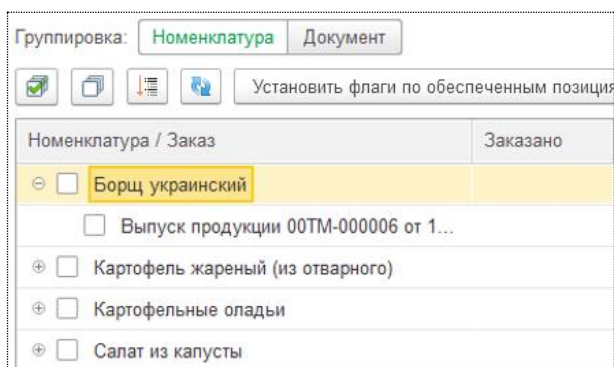 Группировка: Номенклатура Документ
Установить флаги по обеспеченным позиция
Номенклатура / Заказ Заказано
Борщ украинский
Выпуск продукции 00ТМ-000006 от 1...
Картофель жареный (из отварного)
Картофельные оладьи
Салат из капусты